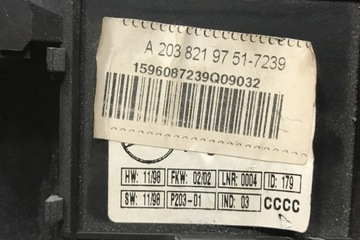 A 203 821 97 51-7239
1596087239Q09032
HW: 11/98 FKW: 02/02 LNR: 0004 ID: 179
SW: 11/98 P203-01 IND: 03 CCCC